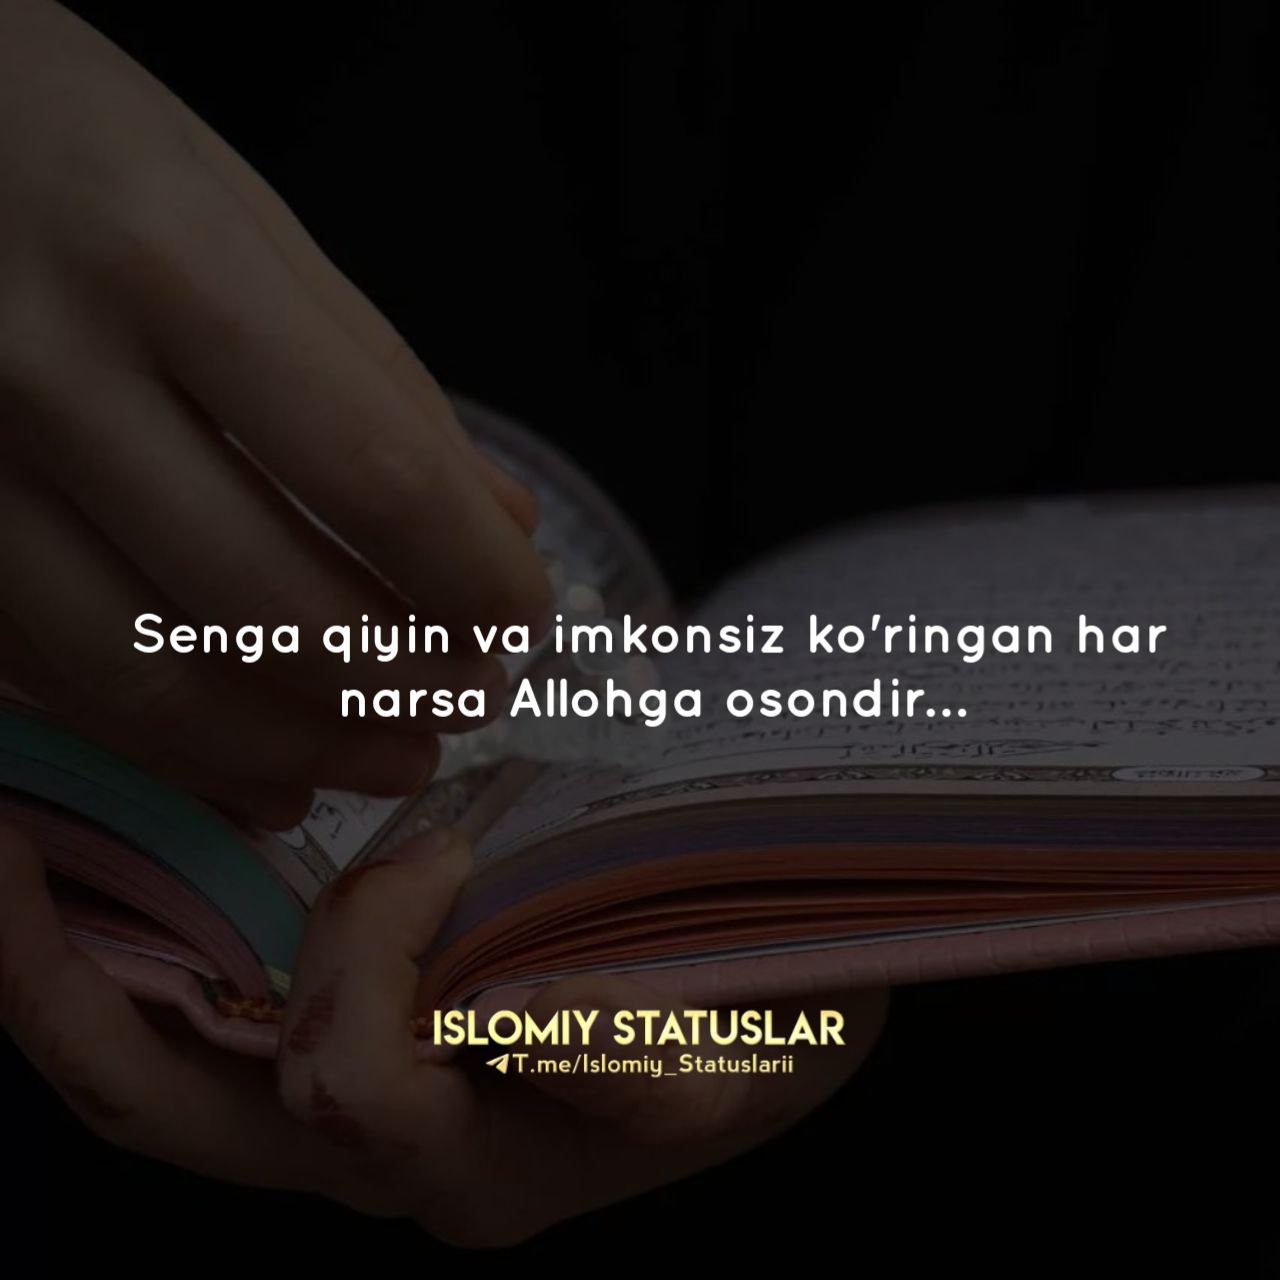 Senga qiyin va imkonsiz ko'ringan har
narsa Allohga osondir...
ISLOMIY STATUSLAR
T.me/Islomiy_Statuslarii